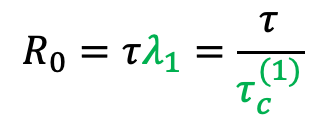 R₀ = τλ₁ = τ / τ_c^(1)